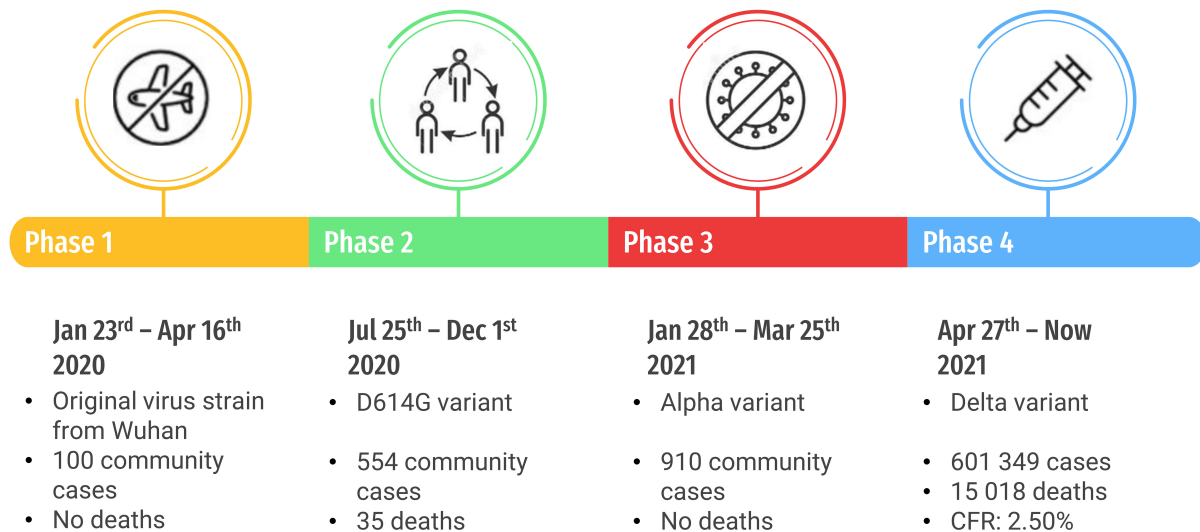 Phase 1
Phase 2
Phase 3
Phase 4
Jan 23rd – Apr 16th
2020
• Original virus strain
from Wuhan
• 100 community
cases
• No deaths
Jul 25th – Dec 1st
2020
• D614G variant
• 554 community
cases
• 35 deaths
Jan 28th – Mar 25th
2021
• Alpha variant
• 910 community
cases
• No deaths
Apr 27th – Now
2021
• Delta variant
• 601 349 cases
• 15 018 deaths
• CFR: 2.50%